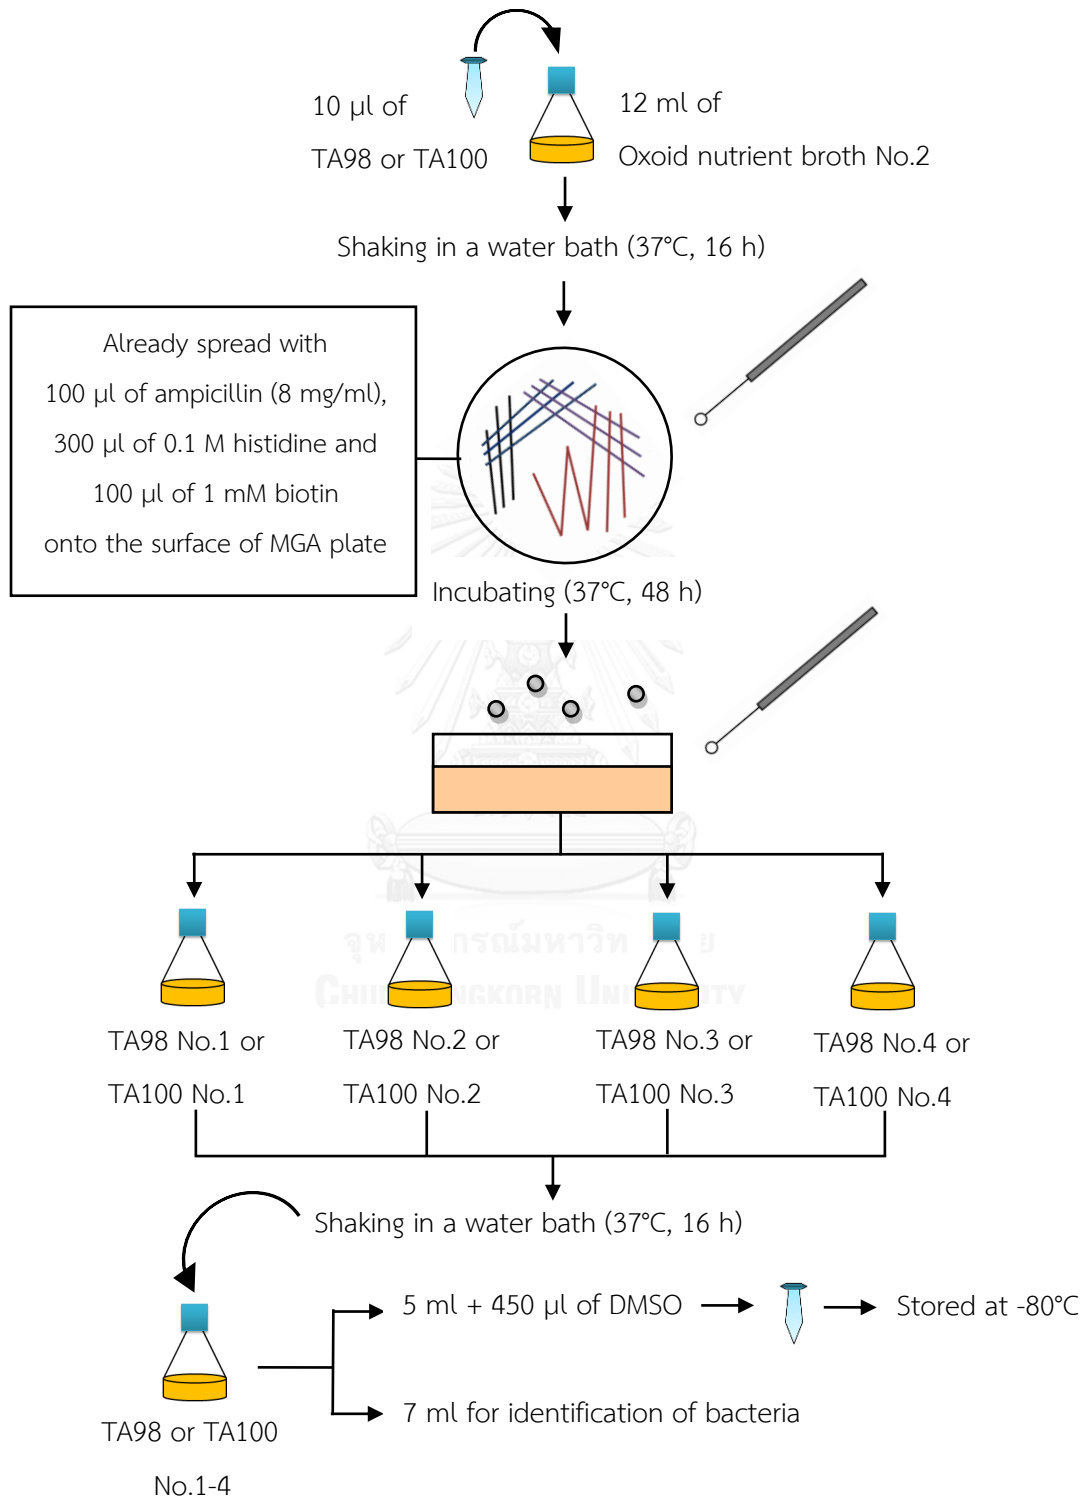 10 µl of
TA98 or TA100
12 ml of
Oxoid nutrient broth No.2
Shaking in a water bath (37°C, 16 h)
Already spread with
100 µl of ampicillin (8 mg/ml),
300 µl of 0.1 M histidine and
100 µl of 1 mM biotin
onto the surface of MGA plate
Incubating (37°C, 48 h)
TA98 No.1 or
TA100 No.1
TA98 No.2 or
TA100 No.2
TA98 No.3 or
TA100 No.3
TA98 No.4 or
TA100 No.4
Shaking in a water bath (37°C, 16 h)
5 ml + 450 µl of DMSO
Stored at -80°C
7 ml for identification of bacteria
TA98 or TA100
No.1-4